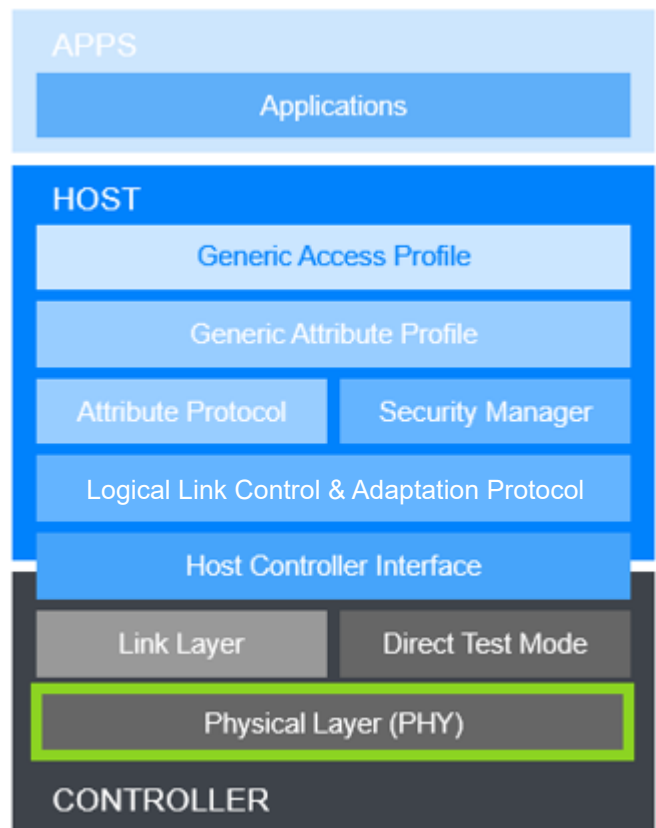 APPS
Applications
HOST
Generic Access Profile
Generic Attribute Profile
Attribute Protocol
Security Manager
Logical Link Control & Adaptation Protocol
Host Controller Interface
Link Layer
Direct Test Mode
Physical Layer (PHY)
CONTROLLER